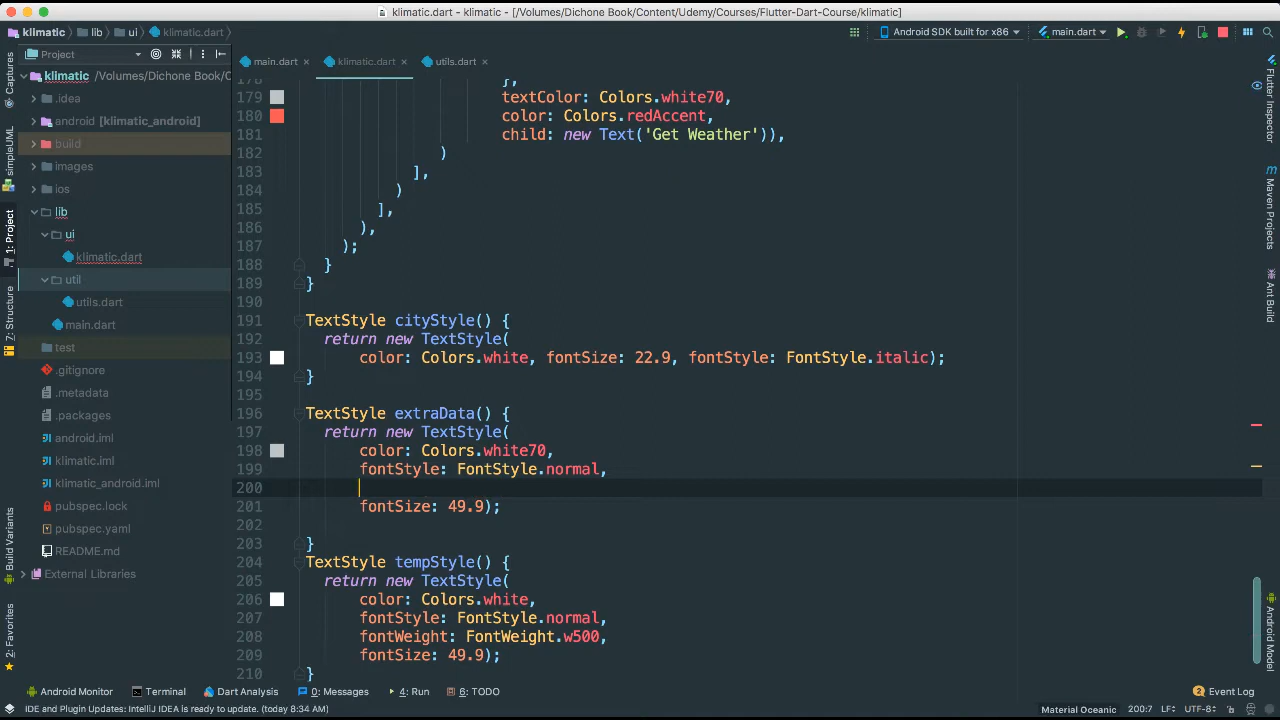 klimatic.dart - klimatic - [/Volumes/Dichone Book/Content/Udemy/Courses/Flutter-Dart-Course/klimatic]
klimatic lib ui klimatic.dart Android SDK built for x86 main.dart
Project main.dart klimatic.dart utils.dart
klimatic /Volumes/Dichone Book/C
.idea
android [klimatic_android]
build
images
ios
lib
ui
klimatic.dart
util
utils.dart
main.dart
test
.gitignore
.metadata
.packages
android.iml
klimatic.iml
klimatic_android.iml
pubspec.lock
pubspec.yaml
README.md
External Libraries
Captures
simpleUML
1: Project
7: Structure
Build Variants
2: Favorites
178 },
179 textColor: Colors.white70,
180 color: Colors.redAccent,
181 child: new Text('Get Weather')),
182 )
183 ],
184 )
185 ],
186 ),
187 );
188 }
189 }
190
191 TextStyle cityStyle() {
192 return new TextStyle(
193 color: Colors.white, fontSize: 22.9, fontStyle: FontStyle.italic);
194 }
195
196 TextStyle extraData() {
197 return new TextStyle(
198 color: Colors.white70,
199 fontStyle: FontStyle.normal,
200
201 fontSize: 49.9);
202
203 }
204 TextStyle tempStyle() {
205 return new TextStyle(
206 color: Colors.white,
207 fontStyle: FontStyle.normal,
208 fontWeight: FontWeight.w500,
209 fontSize: 49.9);
210 }
Flutter Inspector
Maven Projects
Ant Build
Android Model
Android Monitor Terminal Dart Analysis 0: Messages 4: Run 6: TODO 2 Event Log
IDE and Plugin Updates: IntelliJ IDEA is ready to update. (today 8:34 AM) Material Oceanic 200:7 LF÷ UTF-8÷